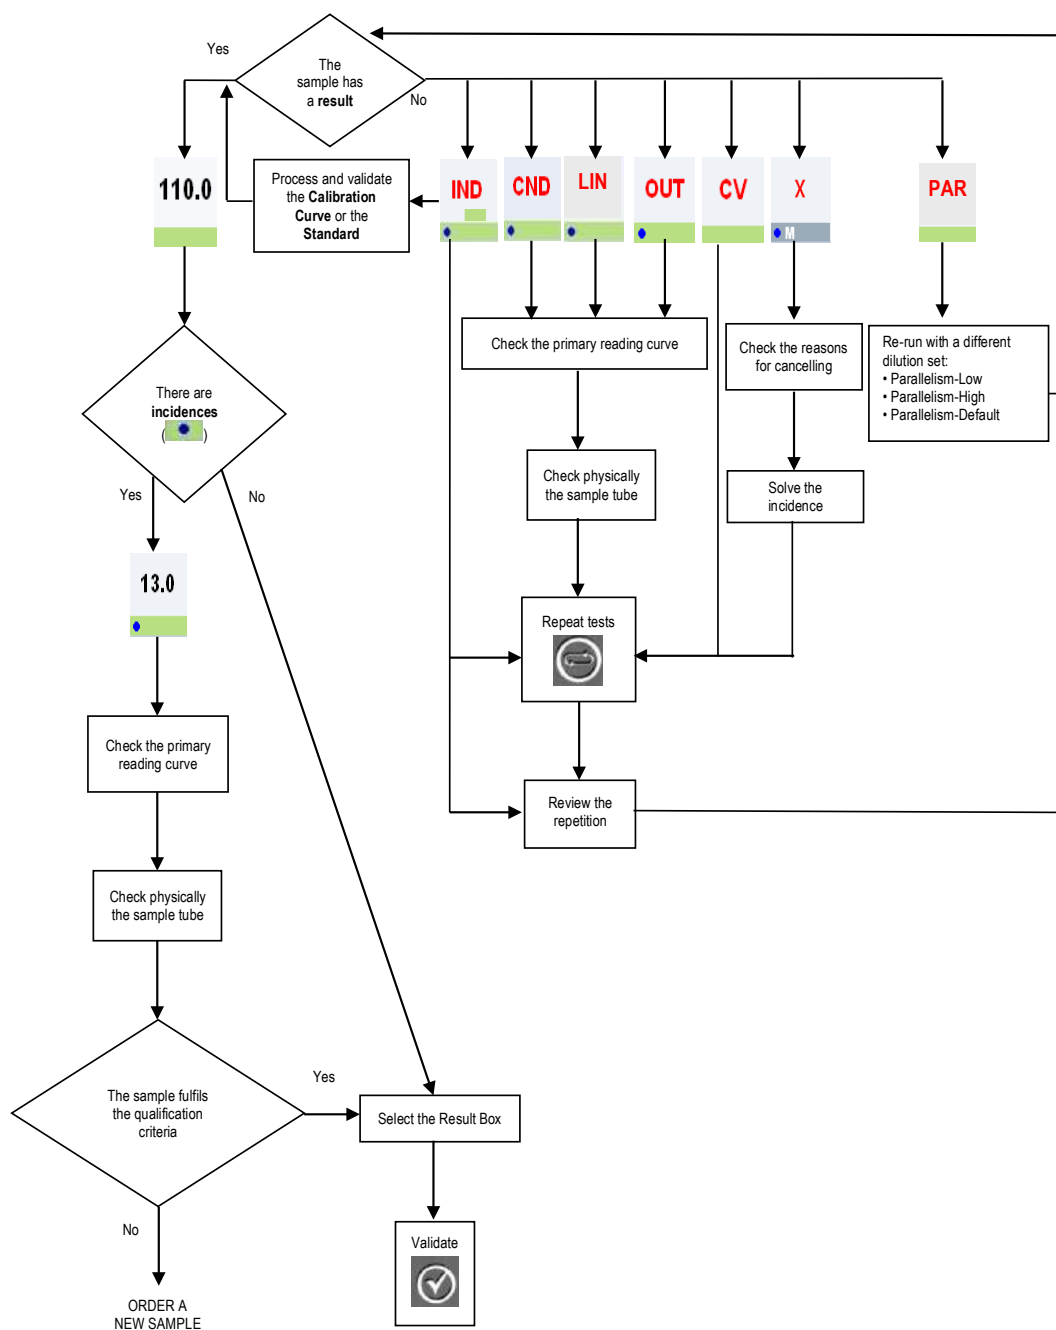 Yes
The
sample has
a result
No
110.0
Process and validate
the Calibration
Curve or the
Standard
IND
CND
LIN
OUT
CV
X
M
PAR
Check the primary reading curve
Check the reasons
for cancelling
Re-run with a different
dilution set:
• Parallelism-Low
• Parallelism-High
• Parallelism-Default
There are
incidences
( )
Yes
No
Check physically
the sample tube
Solve the
incidence
13.0
Repeat tests
Check the primary
reading curve
Review the
repetition
Check physically
the sample tube
The sample fulfils
the qualification
criteria
Yes
Select the Result Box
No
Validate
ORDER A
NEW SAMPLE